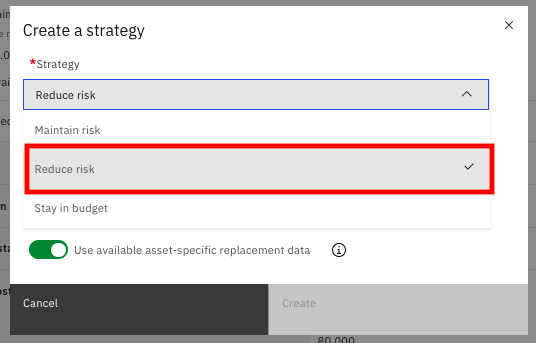 Create a strategy
*Strategy
Reduce risk
Maintain risk
Reduce risk
Stay in budget
Use available asset-specific replacement data
Cancel
Create
80,000